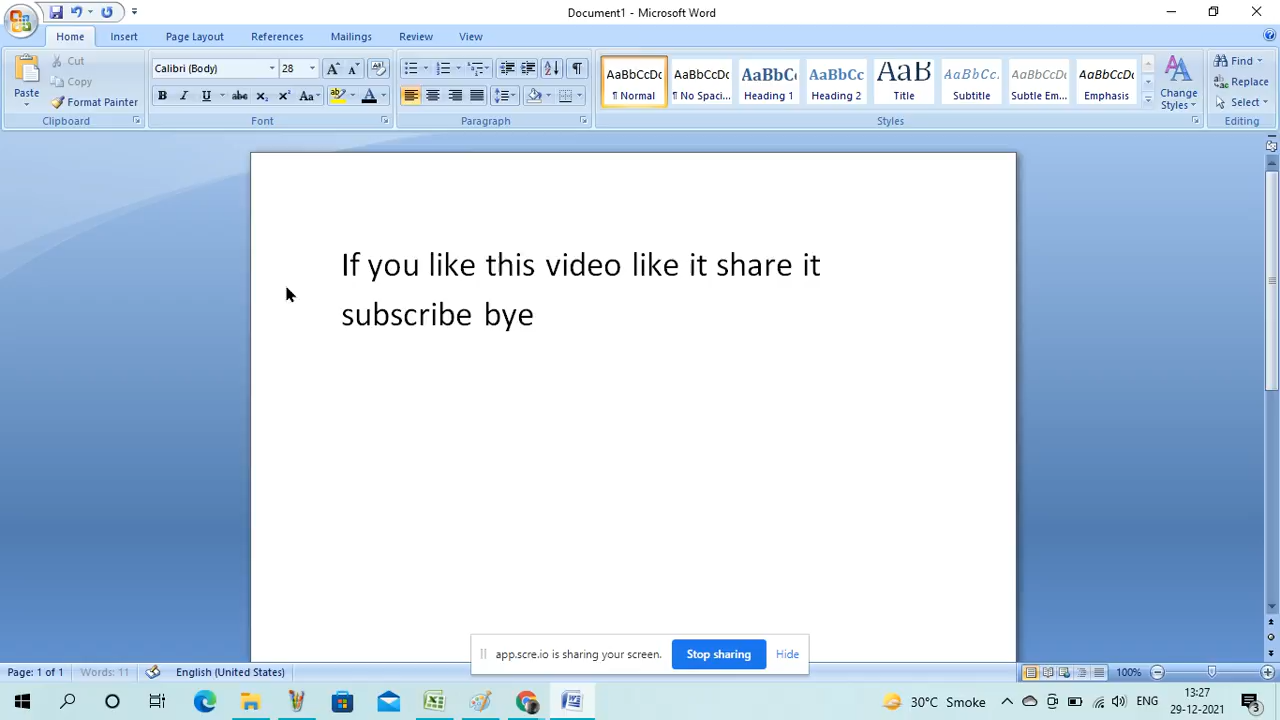 Document1 - Microsoft Word
Home Insert Page Layout References Mailings Review View
Paste
Cut
Copy
Format Painter
Clipboard
Calibri (Body) 28
Font
Paragraph
AaBbCcDc AaBbCcDc AaBbC AaBbCc AaB AaBbCc. AaBbCcDc AaBbCcDc
¶ Normal ¶ No Spaci... Heading 1 Heading 2 Title Subtitle Subtle Em... Emphasis
Change Styles
Styles
Find
Replace
Select
Editing
If you like this video like it share it
subscribe bye
app.scre.io is sharing your screen. Stop sharing Hide
Page: 1 of 1 Words: 11 English (United States) 100%
30°C Smoke ENG 13:27
29-12-2021
3